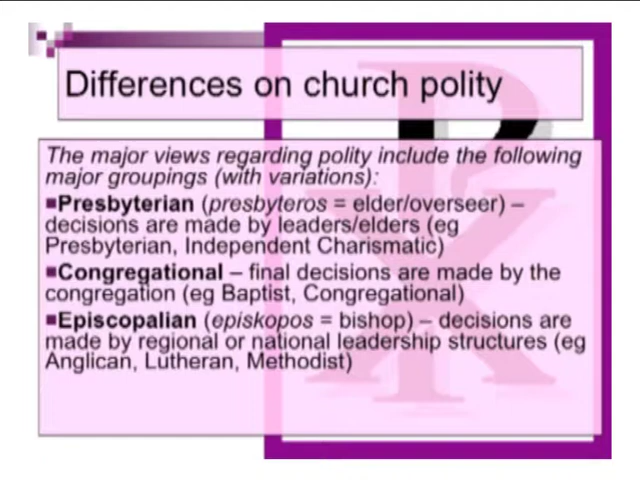 Differences on church polity
The major views regarding polity include the following
major groupings (with variations):
▪Presbyterian (presbyteros = elder/overseer) –
decisions are made by leaders/elders (eg
Presbyterian, Independent Charismatic)
▪Congregational – final decisions are made by the
congregation (eg Baptist, Congregational)
▪Episcopalian (episkopos = bishop) – decisions are
made by regional or national leadership structures (eg
Anglican, Lutheran, Methodist)